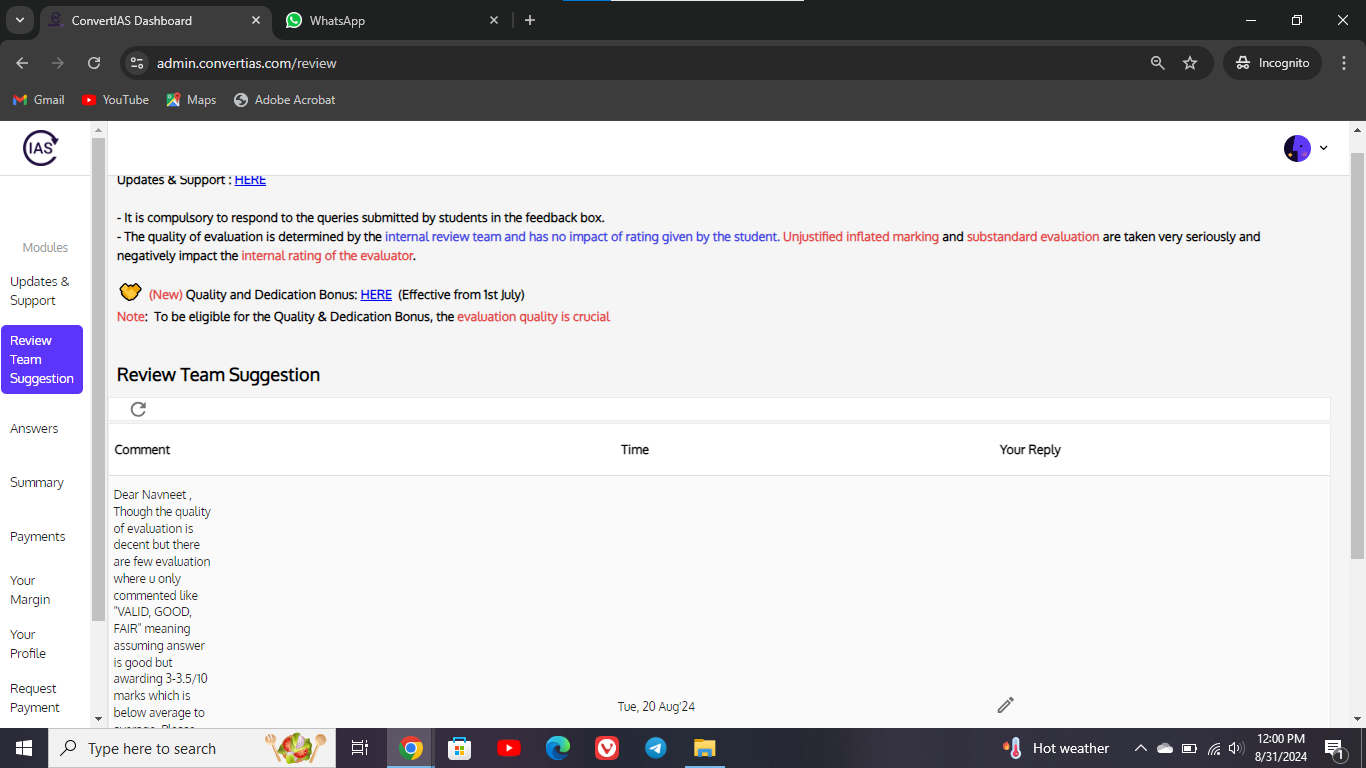 ConvertIAS Dashboard
WhatsApp
admin.convertias.com/review
Incognito
Gmail
YouTube
Maps
Adobe Acrobat
IAS
Modules
Updates &
Support
Review
Team
Suggestion
Answers
Summary
Payments
Your
Margin
Your
Profile
Request
Payment
Updates & Support : HERE
- It is compulsory to respond to the queries submitted by students in the feedback box.
- The quality of evaluation is determined by the internal review team and has no impact of rating given by the student. Unjustified inflated marking and substandard evaluation are taken very seriously and
negatively impact the internal rating of the evaluator.
(New) Quality and Dedication Bonus: HERE (Effective from 1st July)
Note: To be eligible for the Quality & Dedication Bonus, the evaluation quality is crucial
Review Team Suggestion
Comment Time Your Reply
Dear Navneet ,
Though the quality
of evaluation is
decent but there
are few evaluation
where u only
commented like
"VALID, GOOD,
FAIR" meaning
assuming answer
is good but
awarding 3-3.5/10
marks which is
below average to
average. Please
Tue, 20 Aug'24
Type here to search
Hot weather
12:00 PM
8/31/2024
1